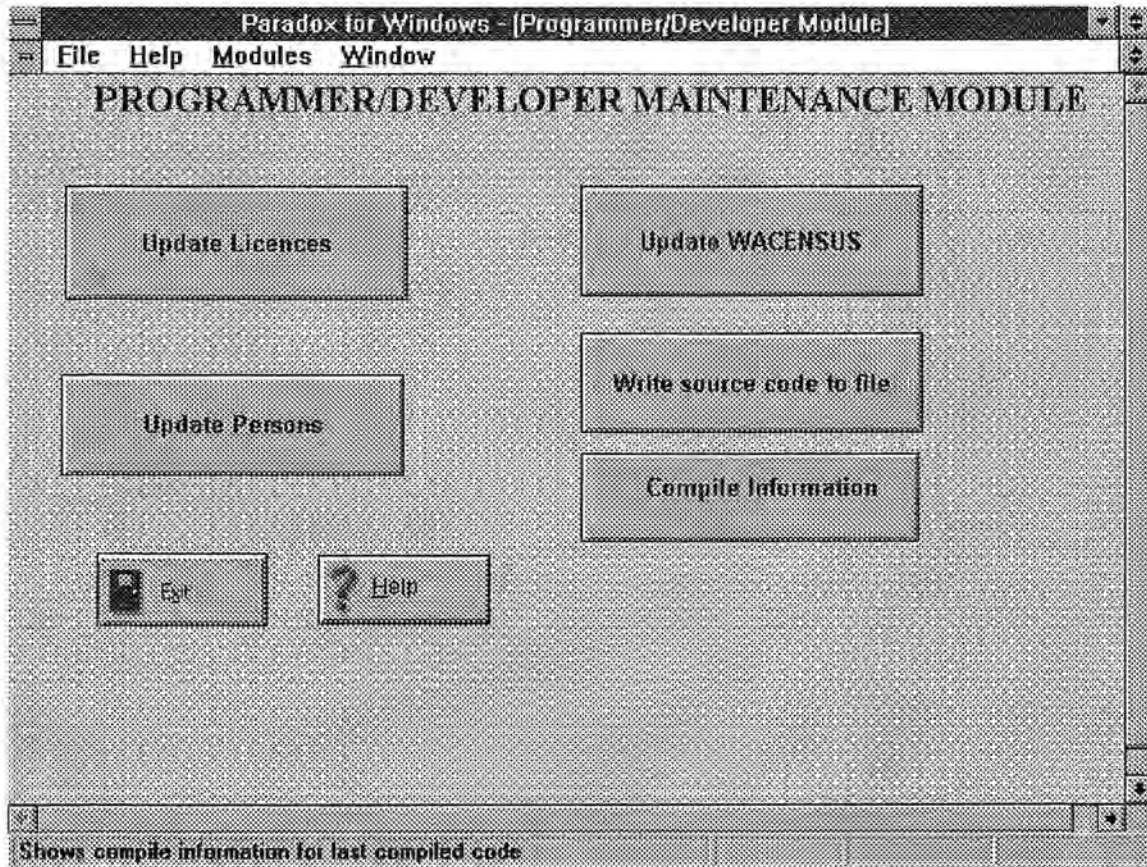 Paradox for Windows - [Programmer/Developer Module]
File Help Modules Window
PROGRAMMER/DEVELOPER MAINTENANCE MODULE
Update Licences
Update WACENSUS
Write source code to file
Update Persons
Compile Information
Exit
? Help
Shows compile information for last compiled code